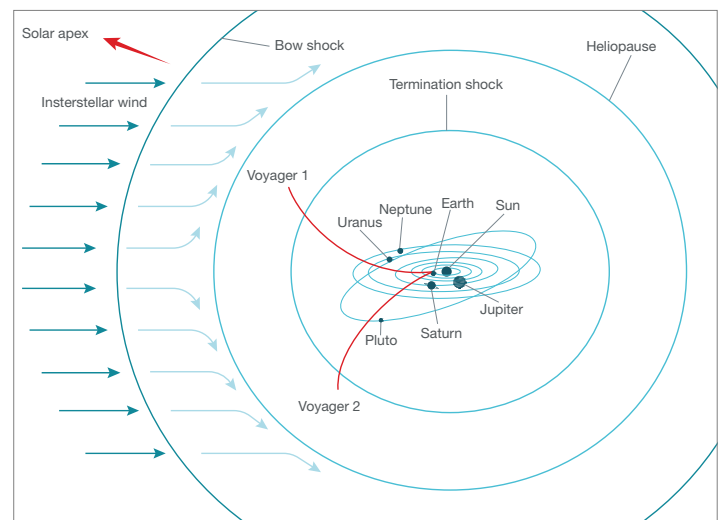 Solar apex
Bow shock
Heliopause
Termination shock
Insterstellar wind
Voyager 1
Neptune
Earth
Sun
Uranus
Jupiter
Saturn
Pluto
Voyager 2